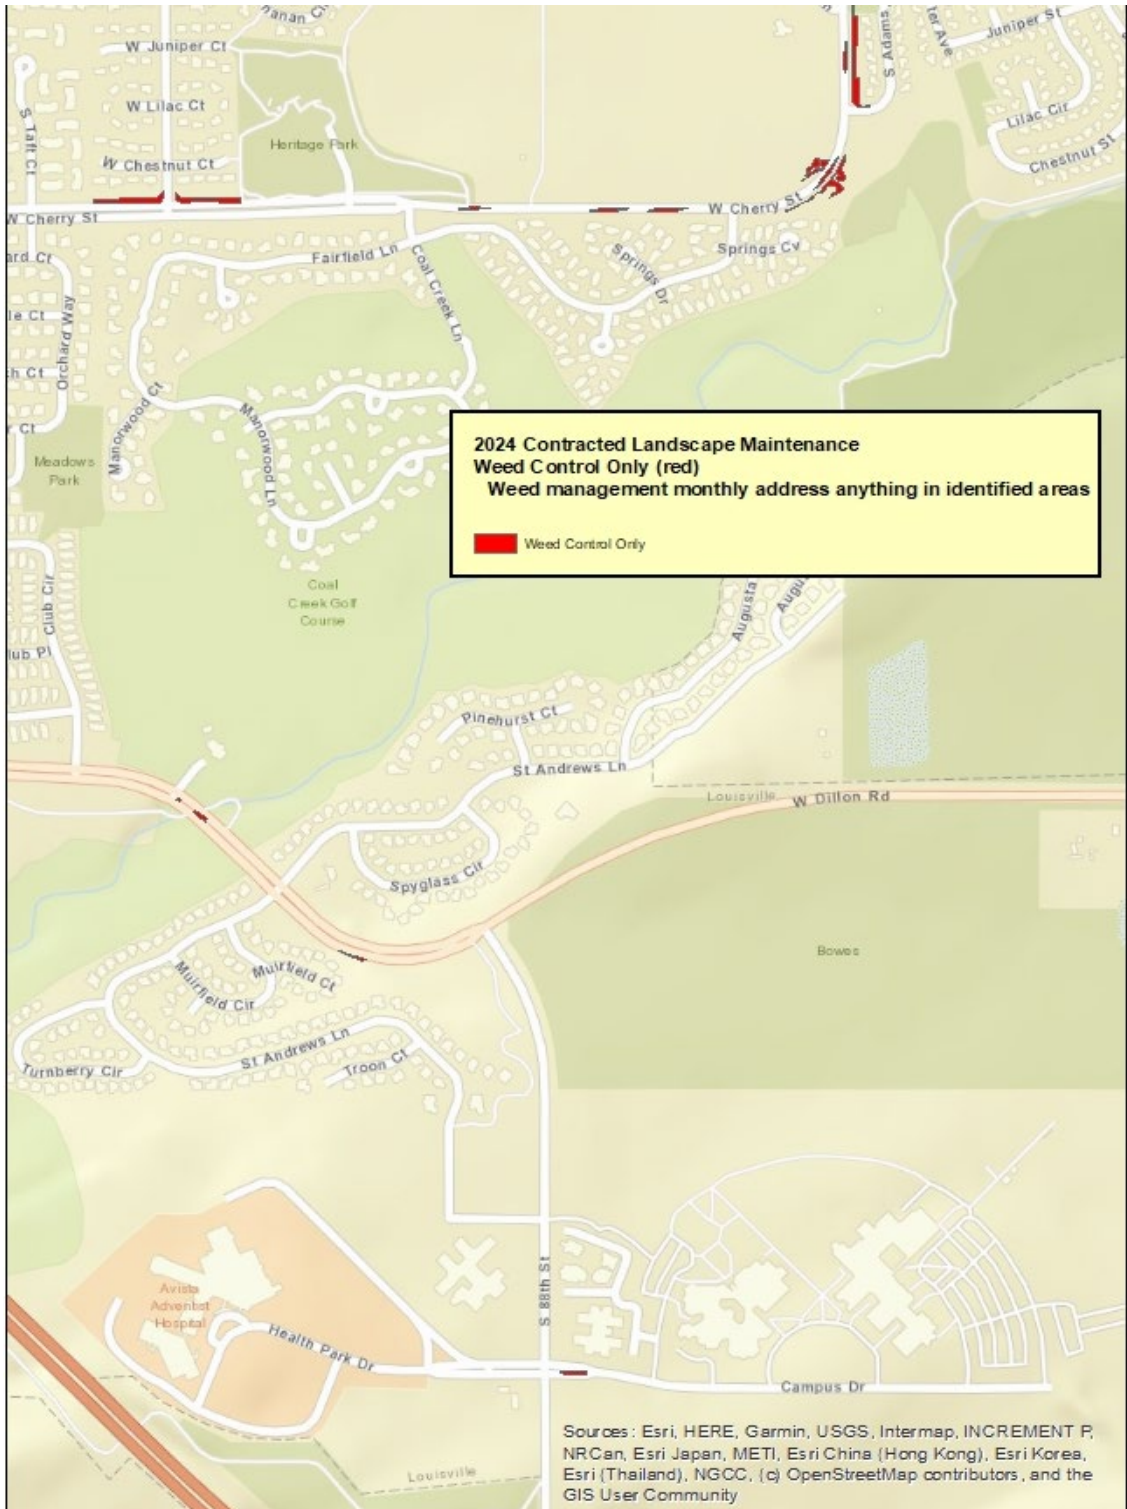 W Juniper Ct
Juniper St
S Adams
W Lilac Ct
S Taft Ct
Lilac Cir
Heritage Park
W Chestnut Ct
Chestnut St
W Cherry St
W Cherry St
Fairfield Ln
Springs Cv
Springs Dr
Coal Creek Ln
Orchard Way
Manorwood Ct
Manorwood Ln
Meadows
Park
2024 Contracted Landscape Maintenance
Weed Control Only (red)
Weed management monthly address anything in identified areas
Weed Control Only
Coal
Creek Golf
Course
Club Cir
Augusta
Pinehurst Ct
St Andrews Ln
Louisville
W Dillon Rd
Spyglass Cir
Bowes
Muirfield Ct
Muirfield Cir
St Andrews Ln
Troon Ct
Turnberry Cir
Avista
Adventist
Hospital
S 88th St
Health Park Dr
Campus Dr
Sources: Esri, HERE, Garmin, USGS, Intermap, INCREMENT P,
NRCan, Esri Japan, METI, Esri China (Hong Kong), Esri Korea,
Esri (Thailand), NGCC, (c) OpenStreetMap contributors, and the
GIS User Community
Louisville